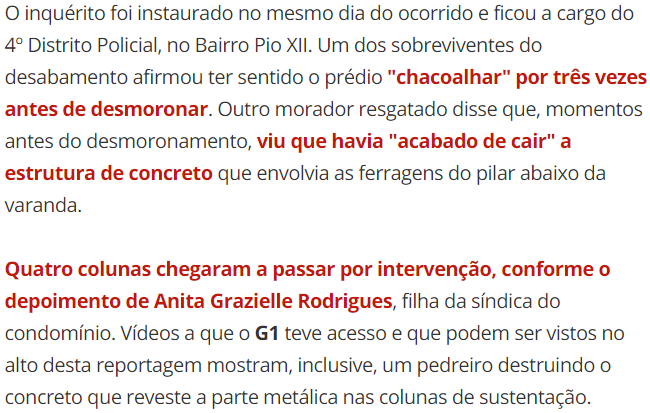 O inquérito foi instaurado no mesmo dia do ocorrido e ficou a cargo do
4º Distrito Policial, no Bairro Pio XII. Um dos sobreviventes do
desabamento afirmou ter sentido o prédio "chacoalhar" por três vezes
antes de desmoronar. Outro morador resgatado disse que, momentos
antes do desmoronamento, viu que havia "acabado de cair" a
estrutura de concreto que envolvia as ferragens do pilar abaixo da
varanda.
Quatro colunas chegaram a passar por intervenção, conforme o
depoimento de Anita Grazielle Rodrigues, filha da síndica do
condomínio. Vídeos a que o G1 teve acesso e que podem ser vistos no
alto desta reportagem mostram, inclusive, um pedreiro destruindo o
concreto que reveste a parte metálica nas colunas de sustentação.